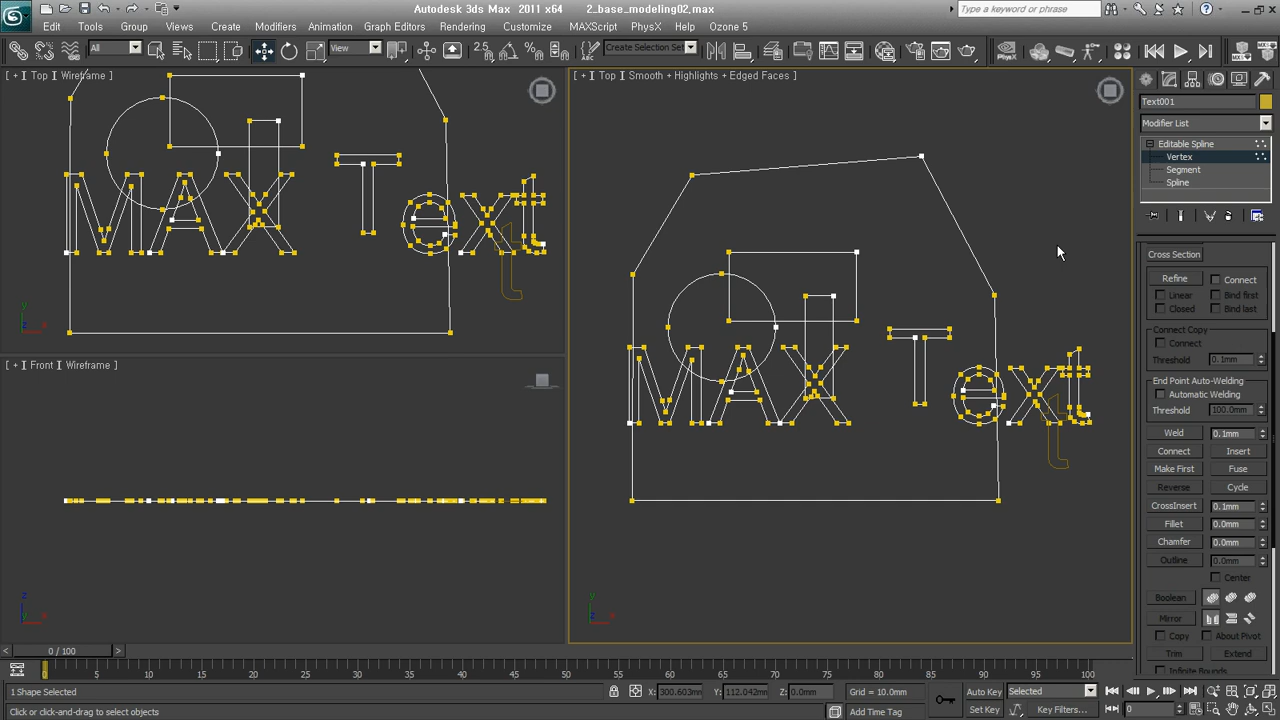 Autodesk 3ds Max 2011 x64 2_base_modeling02.max
Type a keyword or phrase
Edit Tools Group Views Create Modifiers Animation Graph Editors Rendering Customize MAXScript PhysX Help Ozone 5
All View 2.5 Create Selection Set PhysX
[ + ] [ Top ] [ Wireframe ]
[ + ] [ Top ] [ Smooth + Highlights + Edged Faces ]
MAX Text
MAX Text
[ + ] [ Front ] [ Wireframe ]
Text001
Modifier List
Editable Spline
Vertex
Segment
Spline
Cross Section
Refine Connect
Linear Bind first
Closed Bind last
Connect Copy
Connect
Threshold 0.1mm
End Point Auto-Welding
Automatic Welding
Threshold 100.0mm
Weld 0.1mm
Connect Insert
Make First Fuse
Reverse Cycle
CrossInsert 0.1mm
Fillet 0.0mm
Chamfer 0.0mm
Outline 0.0mm
Center
Boolean
Mirror
Copy About Pivot
Trim Extend
Infinite Bounds
0 / 100
0 5 10 15 20 25 30 35 40 45 50 55 60 65 70 75 80 85 90 95 100
1 Shape Selected X: 300.603mm Y: 112.042mm Z: 0.0mm Grid = 10.0mm Auto Key Selected
Click or click-and-drag to select objects Add Time Tag Set Key Key Filters... 0